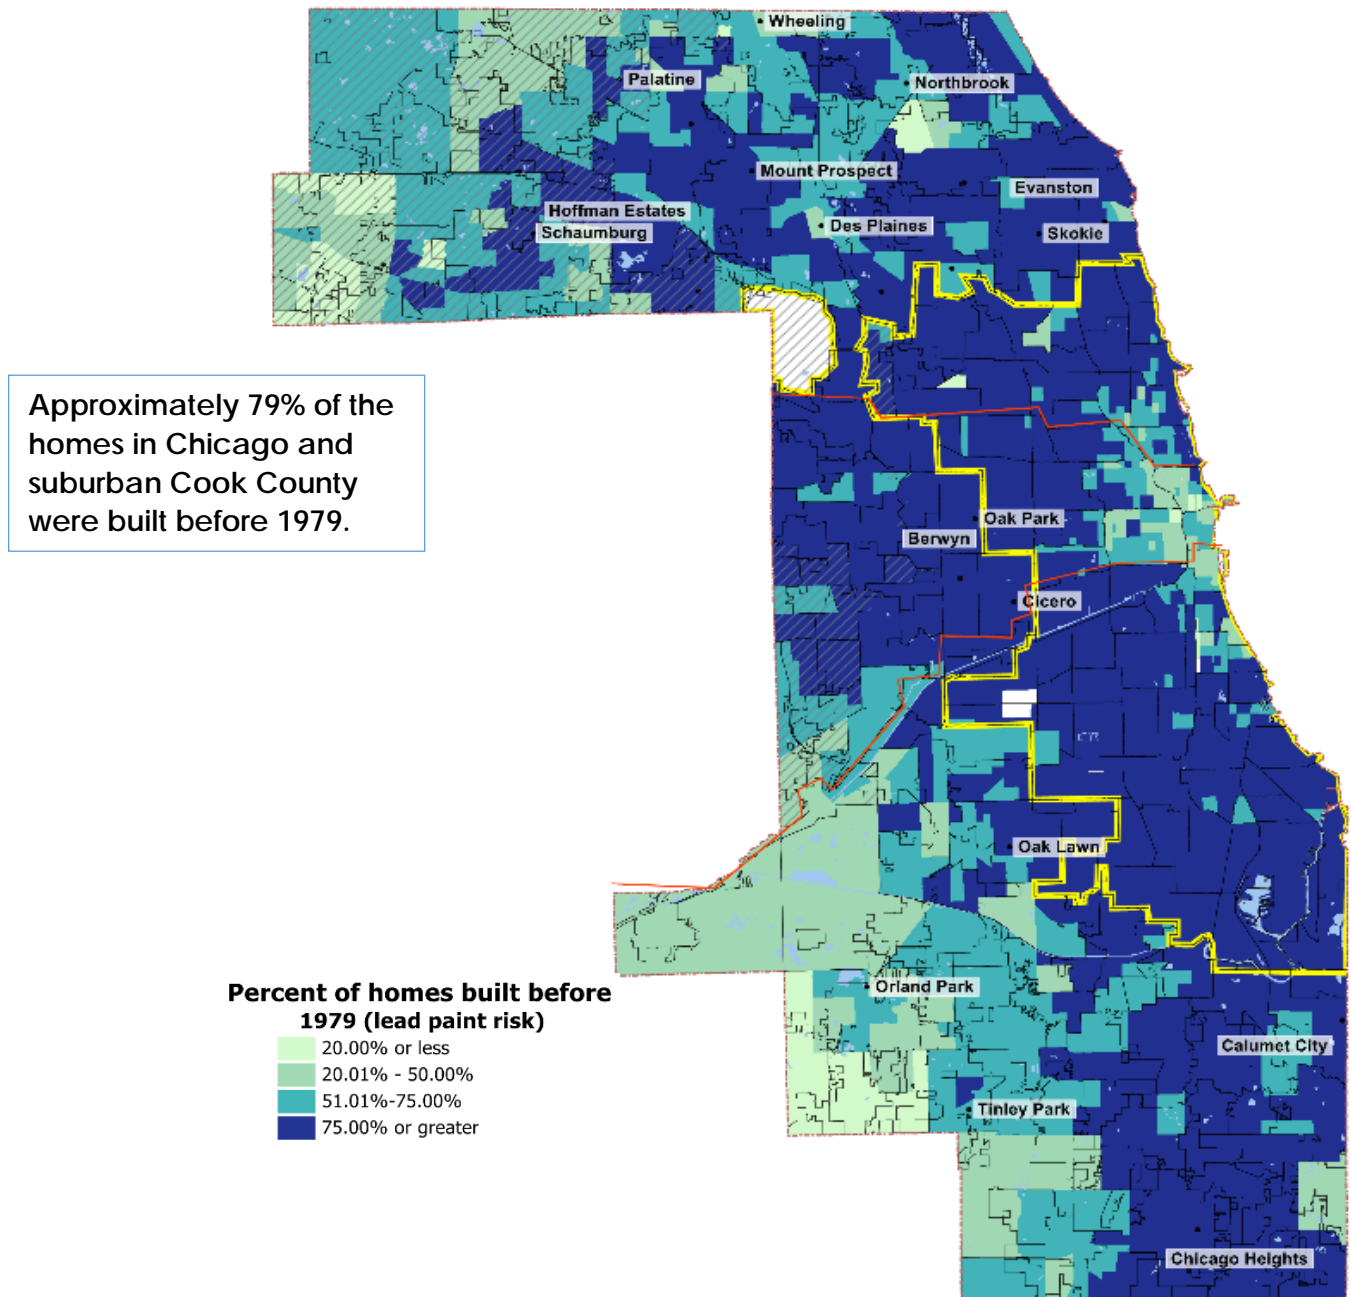 Wheeling
Palatine
Northbrook
Mount Prospect
Evanston
Hoffman Estates
Des Plaines
Schaumburg
Skokie
Approximately 79% of the
homes in Chicago and
suburban Cook County
were built before 1979.
Oak Park
Berwyn
Cicero
Oak Lawn
Orland Park
Percent of homes built before
1979 (lead paint risk)
20.00% or less
20.01% - 50.00%
51.01%-75.00%
75.00% or greater
Calumet City
Tinley Park
Chicago Heights